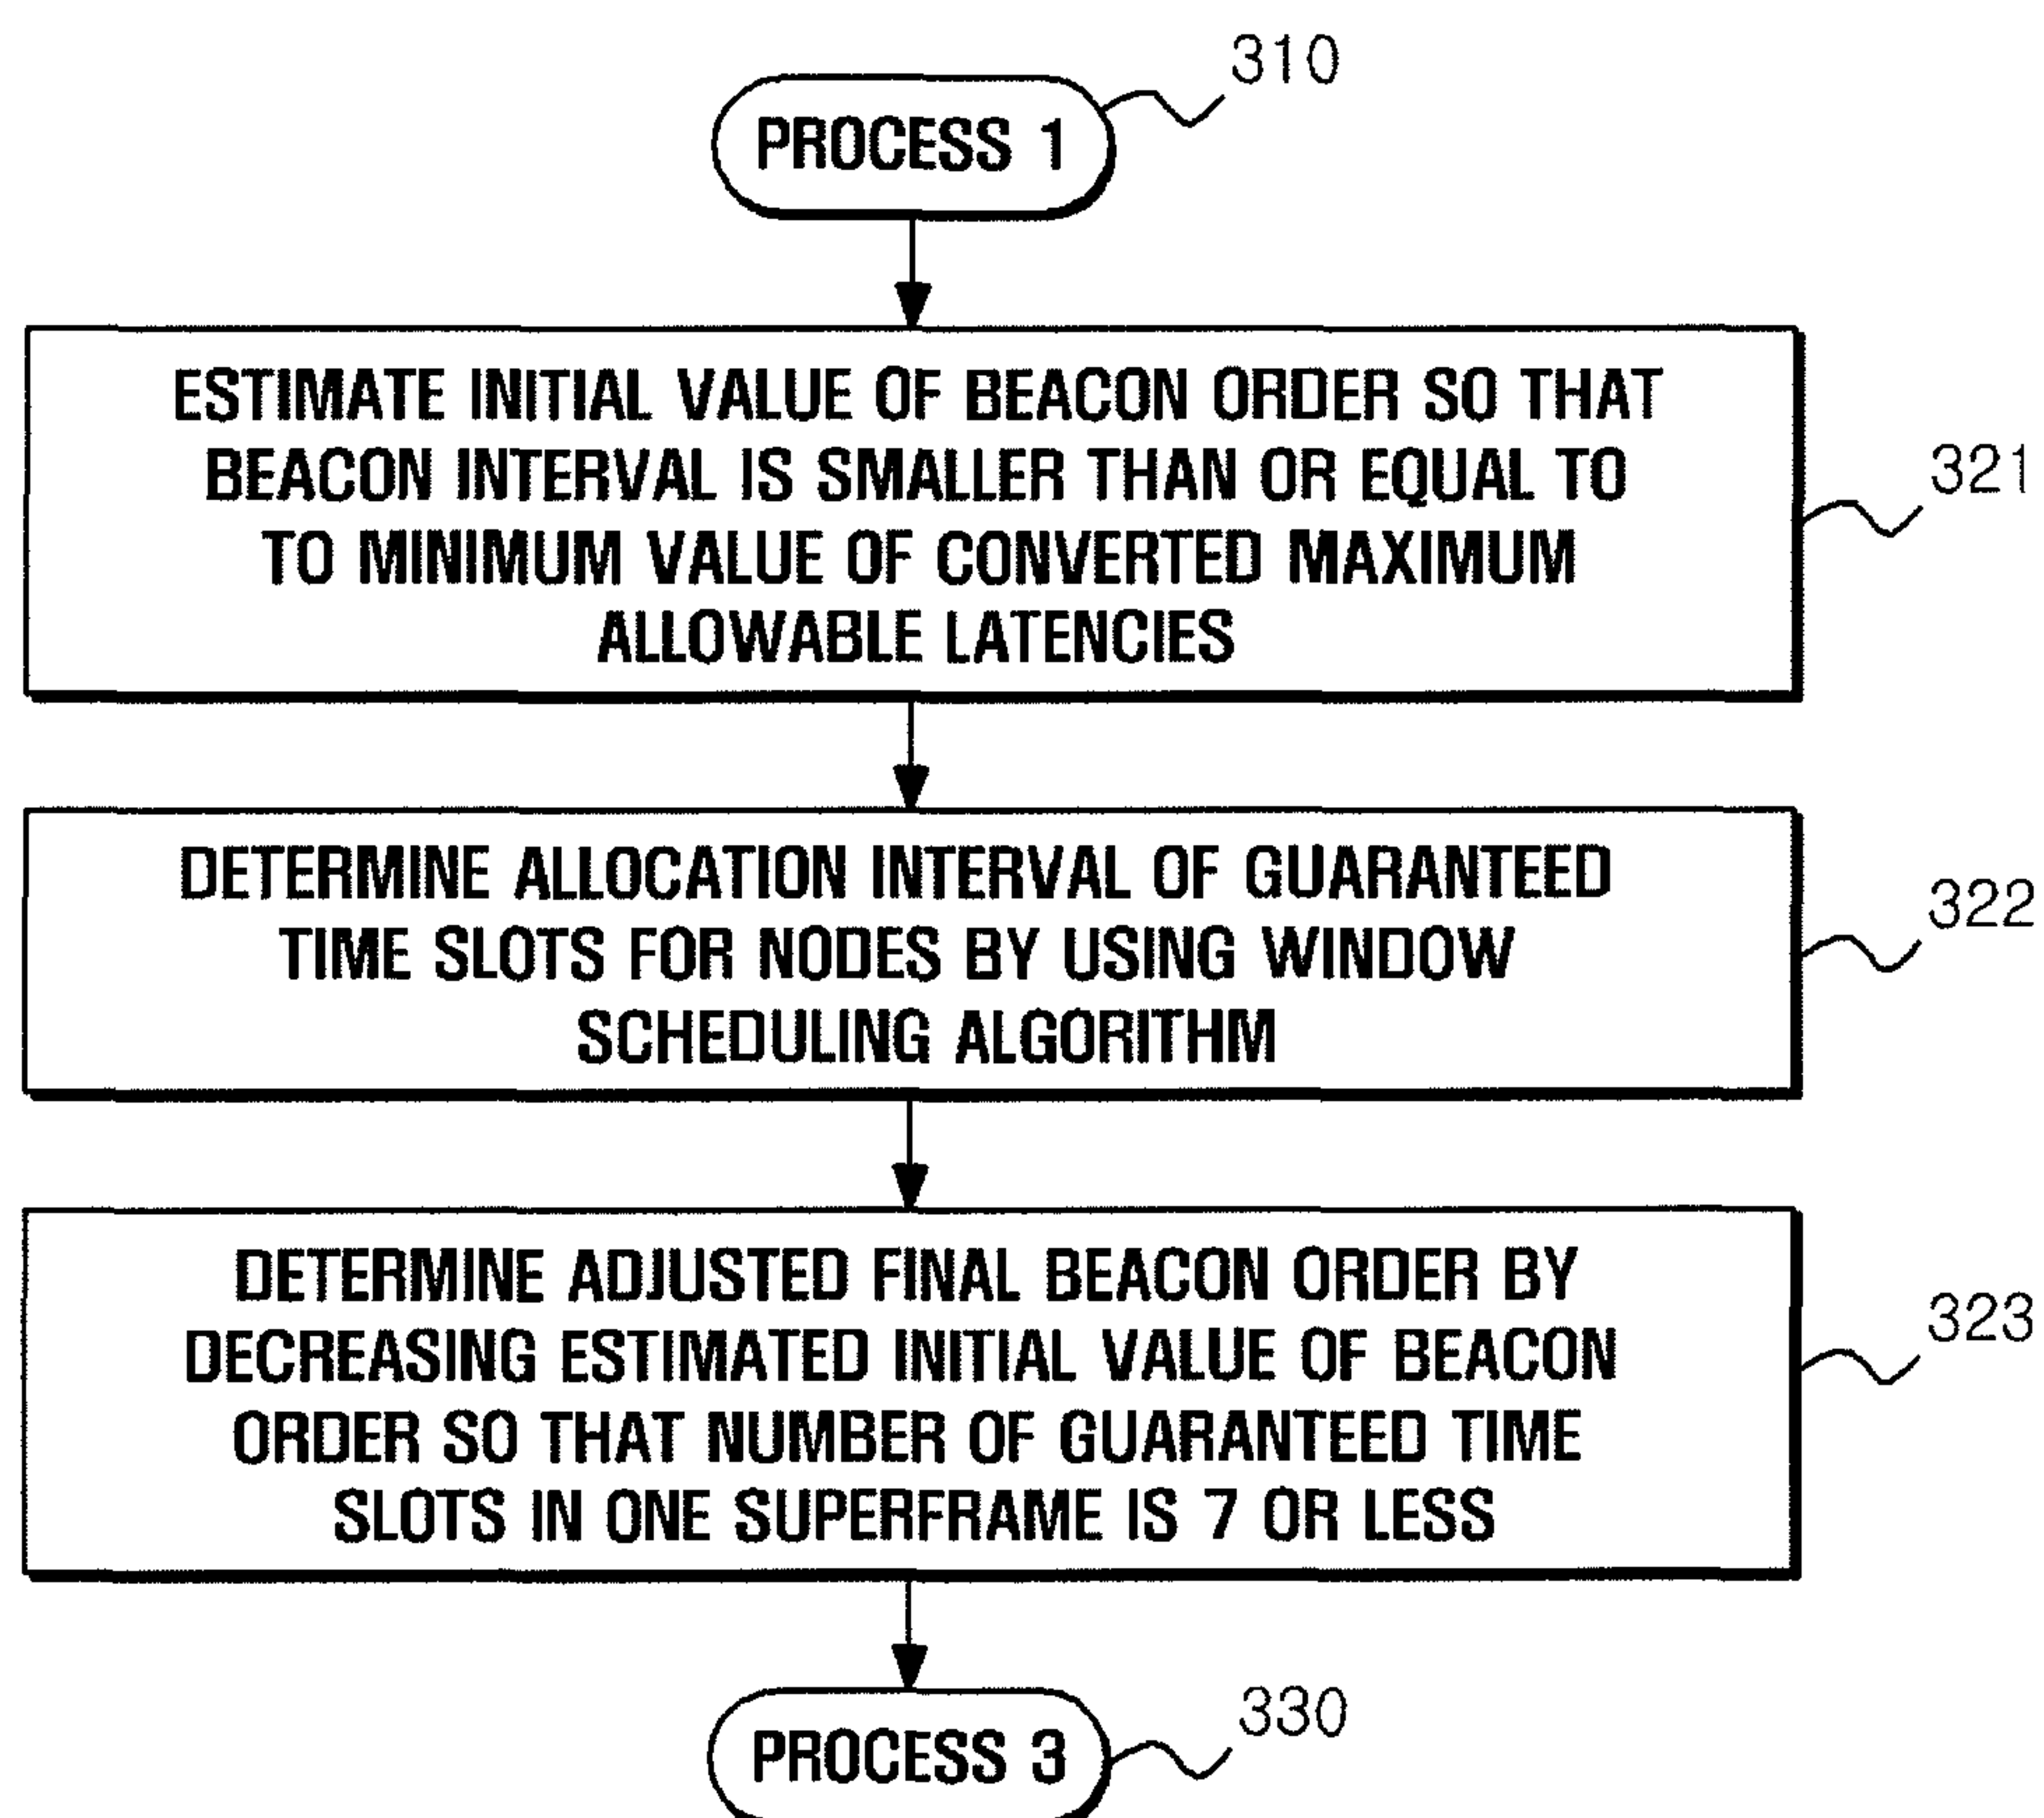 310
PROCESS 1
ESTIMATE INITIAL VALUE OF BEACON ORDER SO THAT
BEACON INTERVAL IS SMALLER THAN OR EQUAL TO
TO MINIMUM VALUE OF CONVERTED MAXIMUM
ALLOWABLE LATENCIES
321
DETERMINE ALLOCATION INTERVAL OF GUARANTEED
TIME SLOTS FOR NODES BY USING WINDOW
SCHEDULING ALGORITHM
322
DETERMINE ADJUSTED FINAL BEACON ORDER BY
DECREASING ESTIMATED INITIAL VALUE OF BEACON
ORDER SO THAT NUMBER OF GUARANTEED TIME
SLOTS IN ONE SUPERFRAME IS 7 OR LESS
323
330
PROCESS 3